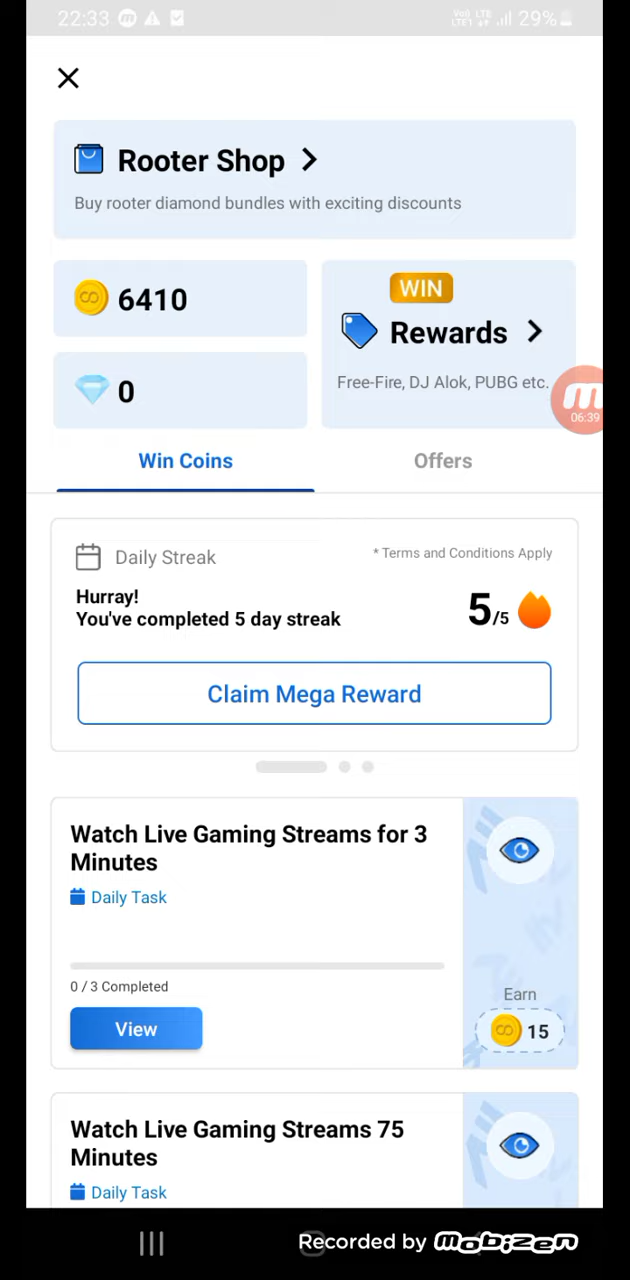 22:33
Vo) LTE
LTE1
29%
Rooter Shop
Buy rooter diamond bundles with exciting discounts
6410
0
WIN
Rewards
Free-Fire, DJ Alok, PUBG etc.
06:39
Win Coins
Offers
Daily Streak
* Terms and Conditions Apply
Hurray!
You've completed 5 day streak
5/5
Claim Mega Reward
Watch Live Gaming Streams for 3
Minutes
Daily Task
0 / 3 Completed
View
Earn
15
Watch Live Gaming Streams 75
Minutes
Daily Task
Recorded by mobizen